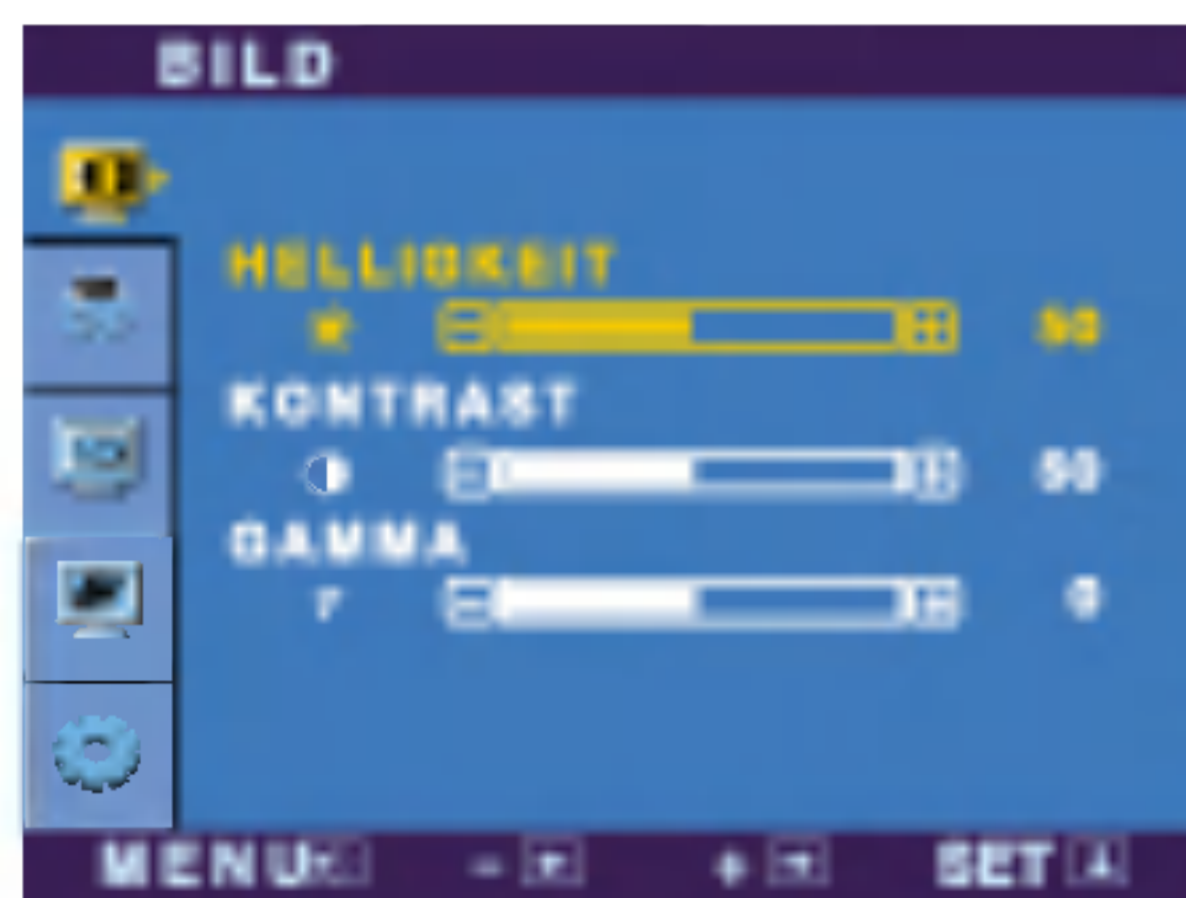 BILD
HELLIGKEIT
50
KONTRAST
50
GAMMA
0
MENU - + SET